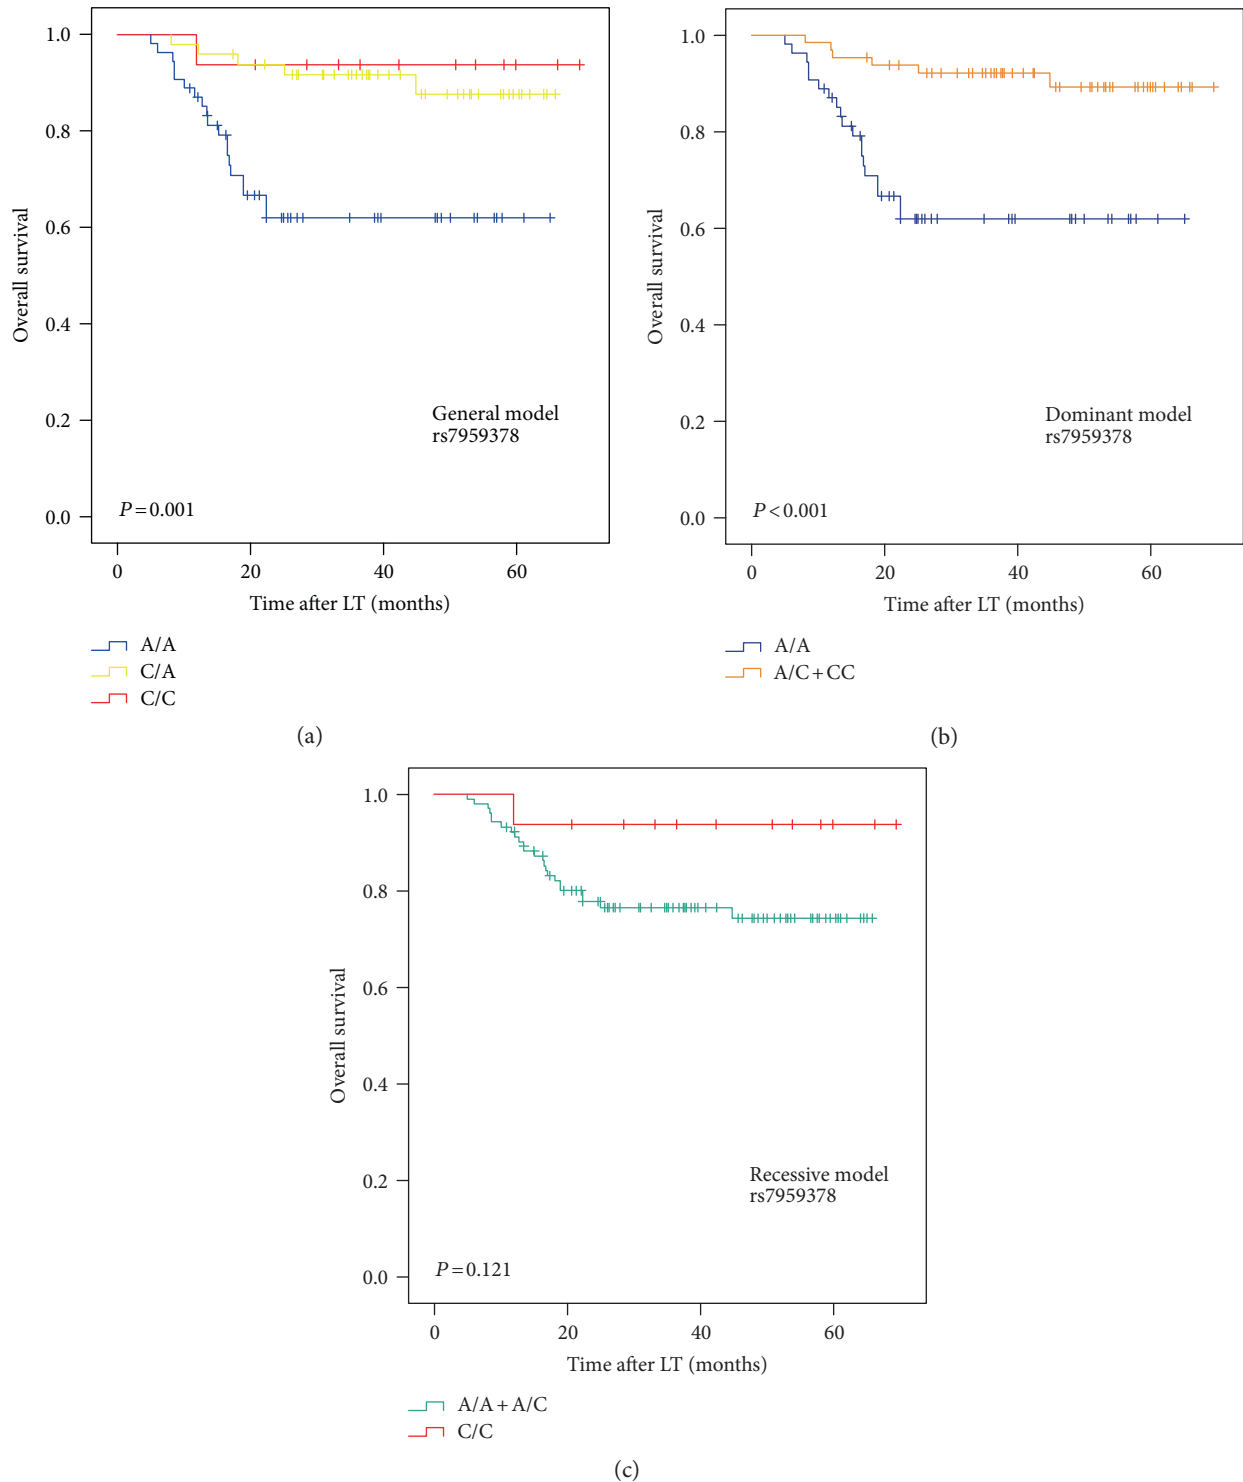 1.0
0.8
0.6
0.4
0.2
0.0
Overall survival
General model
rs7959378
P=0.001
0 20 40 60
Time after LT (months)
A/A
C/A
C/C
(a)
1.0
0.8
0.6
0.4
0.2
0.0
Overall survival
Dominant model
rs7959378
P<0.001
0 20 40 60
Time after LT (months)
A/A
A/C+CC
(b)
1.0
0.8
0.6
0.4
0.2
0.0
Overall survival
Recessive model
rs7959378
P=0.121
0 20 40 60
Time after LT (months)
A/A+A/C
C/C
(c)